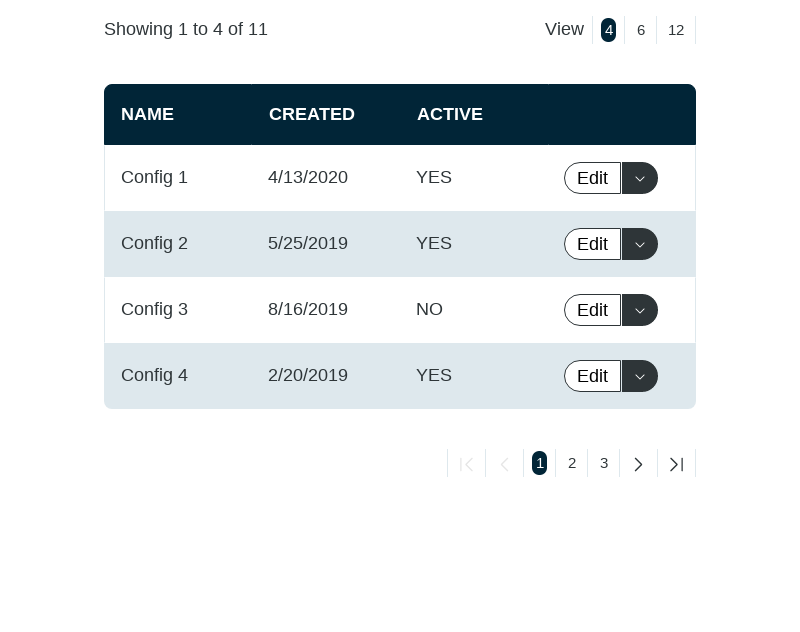 Showing 1 to 4 of 11 View 4 6 12
NAME CREATED ACTIVE
Config 1 4/13/2020 YES Edit
Config 2 5/25/2019 YES Edit
Config 3 8/16/2019 NO Edit
Config 4 2/20/2019 YES Edit
1 2 3